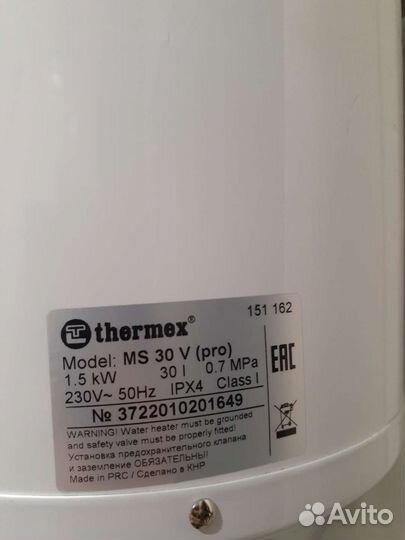 151 162
thermex®
Model: MS 30 V (pro)
1.5 kW 30 l 0.7 MPa
230V~ 50Hz IPX4 Class I
EAC
№ 3722010201649
WARNING! Water heater must be grounded
and safety valve must be properly fitted!
Установка предохранительного клапана
и заземление ОБЯЗАТЕЛЬНЫ!
Made in PRC / Сделано в КНР
Avito